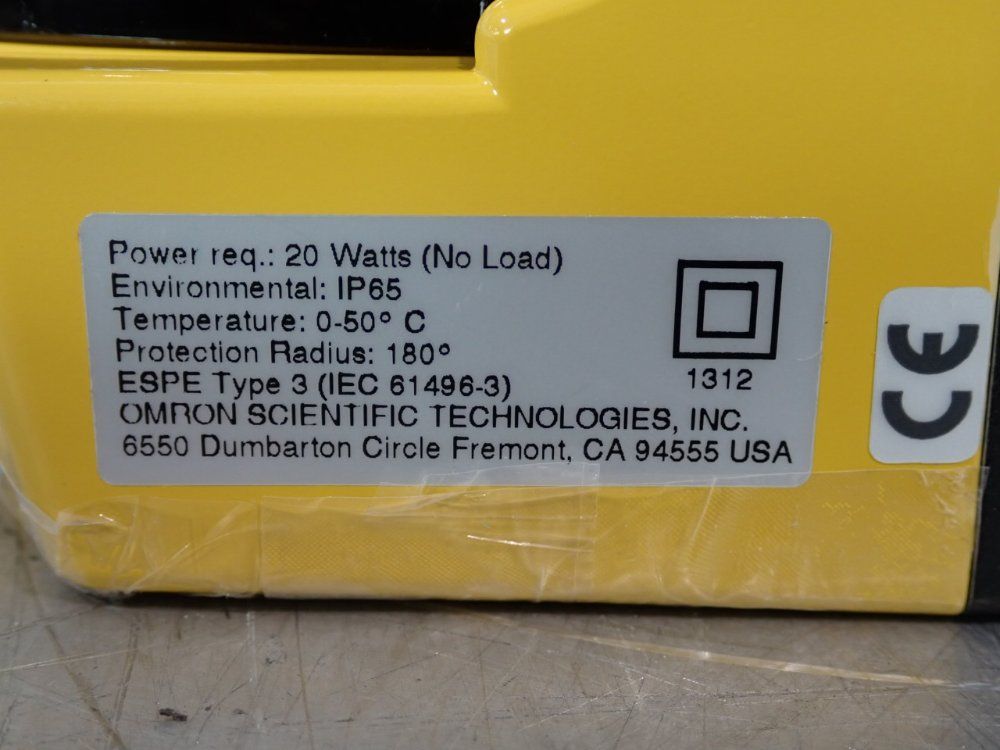 Power req.: 20 Watts (No Load)
Environmental: IP65
Temperature: 0-50° C
Protection Radius: 180°
ESPE Type 3 (IEC 61496-3)
OMRON SCIENTIFIC TECHNOLOGIES, INC.
6550 Dumbarton Circle Fremont, CA 94555 USA
1312
CE